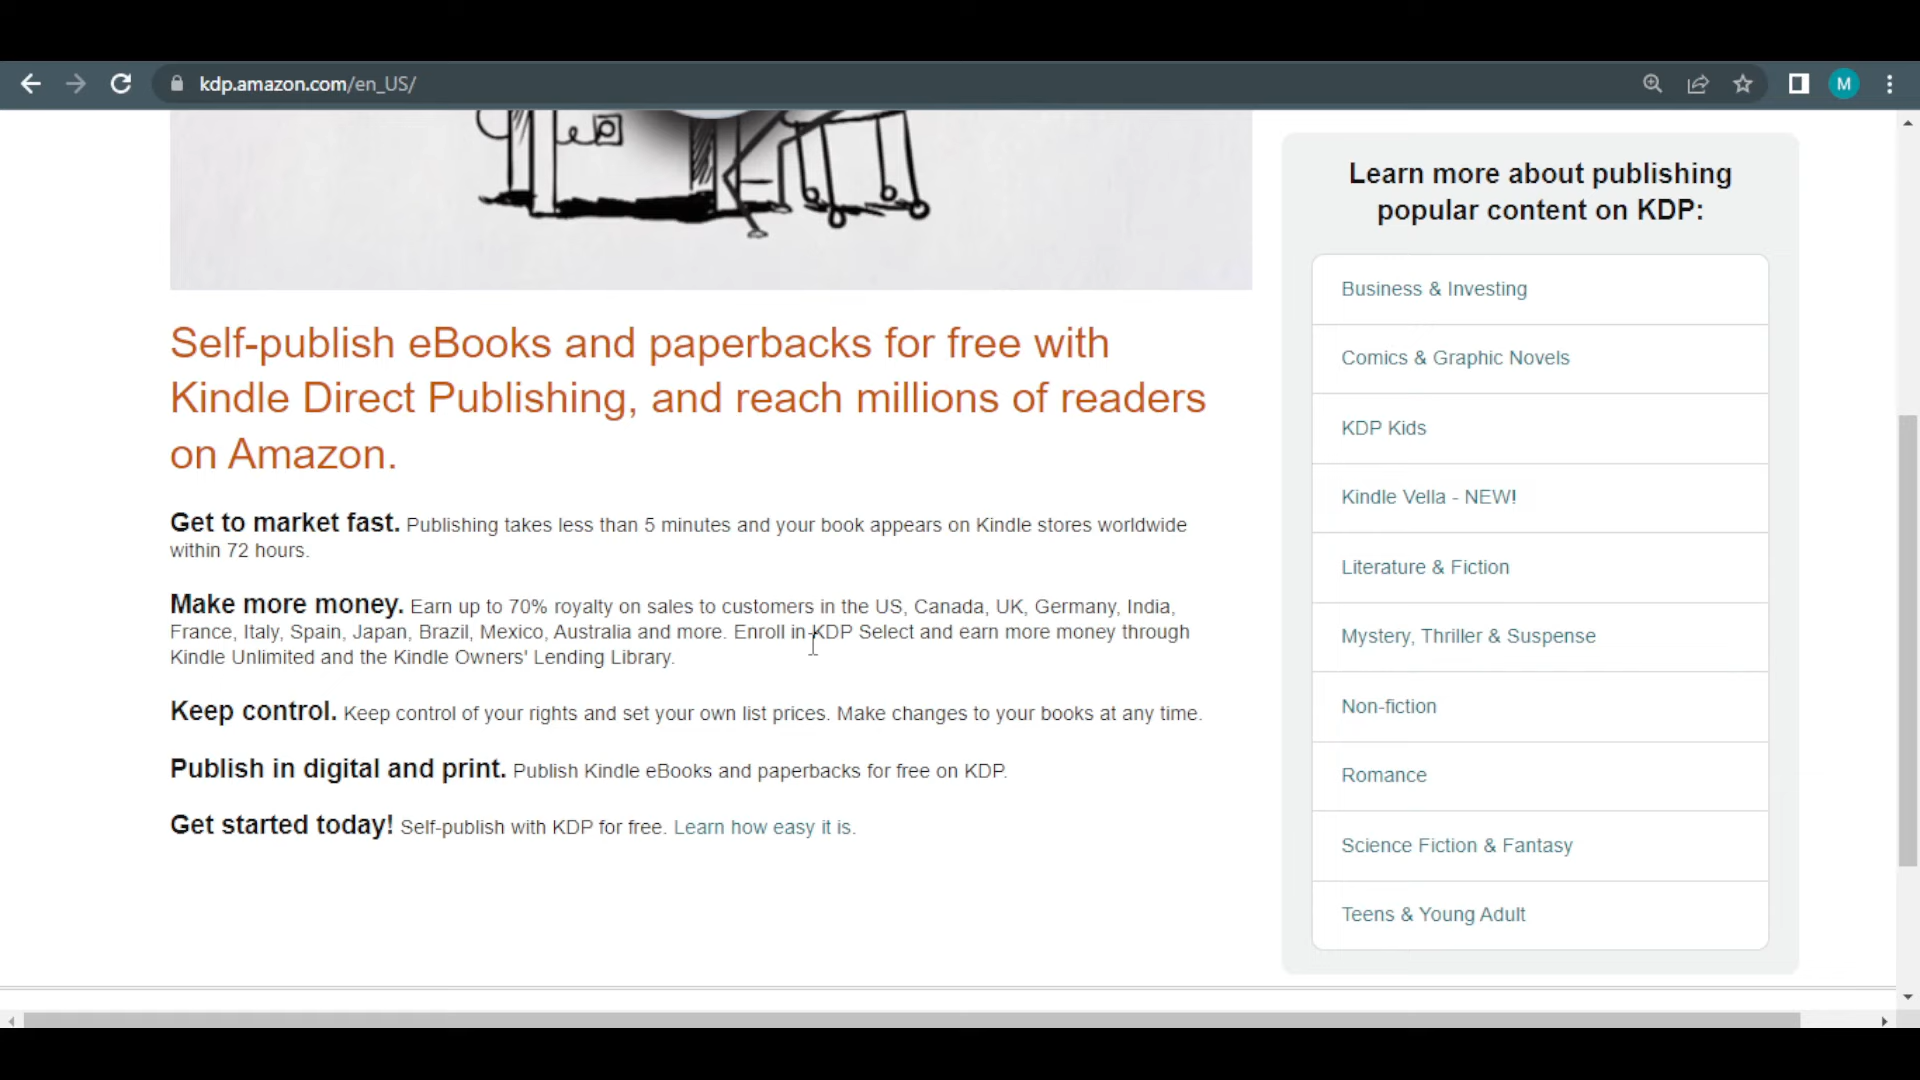 kdp.amazon.com/en_US/
M
Self-publish eBooks and paperbacks for free with
Kindle Direct Publishing, and reach millions of readers
on Amazon.
Get to market fast. Publishing takes less than 5 minutes and your book appears on Kindle stores worldwide
within 72 hours.
Make more money. Earn up to 70% royalty on sales to customers in the US, Canada, UK, Germany, India,
France, Italy, Spain, Japan, Brazil, Mexico, Australia and more. Enroll in KDP Select and earn more money through
Kindle Unlimited and the Kindle Owners' Lending Library.
Keep control. Keep control of your rights and set your own list prices. Make changes to your books at any time.
Publish in digital and print. Publish Kindle eBooks and paperbacks for free on KDP.
Get started today! Self-publish with KDP for free. Learn how easy it is.
Learn more about publishing
popular content on KDP:
Business & Investing
Comics & Graphic Novels
KDP Kids
Kindle Vella - NEW!
Literature & Fiction
Mystery, Thriller & Suspense
Non-fiction
Romance
Science Fiction & Fantasy
Teens & Young Adult